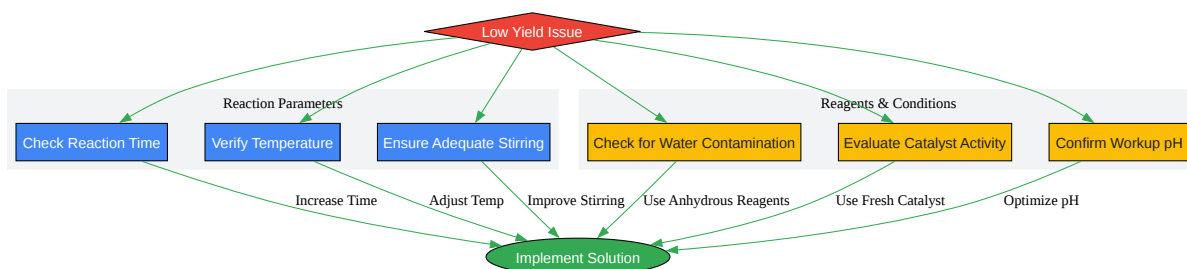 Low Yield Issue
Reaction Parameters
Reagents & Conditions
Check Reaction Time
Verify Temperature
Ensure Adequate Stirring
Check for Water Contamination
Evaluate Catalyst Activity
Confirm Workup pH
Increase Time
Adjust Temp
Improve Stirring
Use Anhydrous Reagents
Use Fresh Catalyst
Optimize pH
Implement Solution